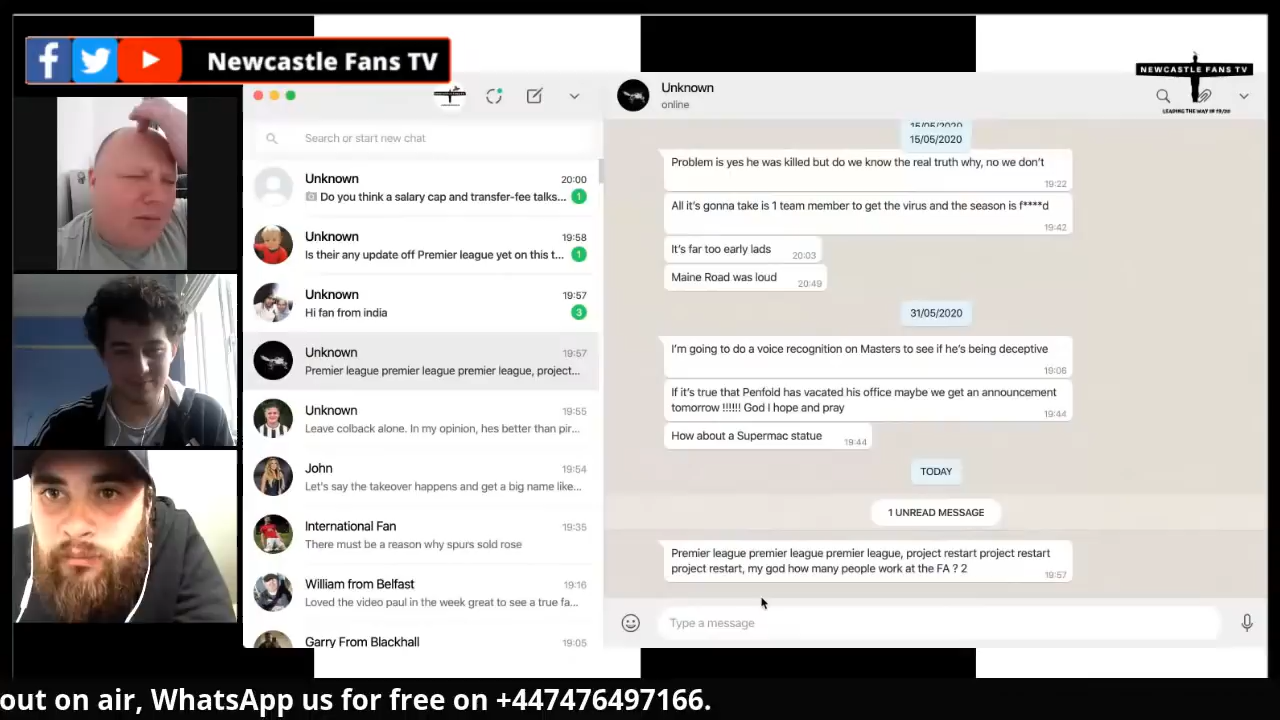 Newcastle Fans TV
NEWCASTLE FANS TV
Search or start new chat
Unknown
20:00
Do you think a salary cap and transfer-fee talks...
1
Unknown
19:58
Is their any update off Premier league yet on this t...
1
Unknown
19:57
Hi fan from india
3
Unknown
19:57
Premier league premier league premier league, project...
Unknown
19:55
Leave colback alone. In my opinion, hes better than pir...
John
19:54
Let's say the takeover happens and get a big name like...
International Fan
19:35
There must be a reason why spurs sold rose
William from Belfast
19:16
Loved the video paul in the week great to see a true fa...
Garry From Blackhall
19:05
Unknown
online
15/05/2020
15/05/2020
Problem is yes he was killed but do we know the real truth why, no we don't
19:22
All it's gonna take is 1 team member to get the virus and the season is f****d
19:42
It's far too early lads
20:03
Maine Road was loud
20:49
31/05/2020
I'm going to do a voice recognition on Masters to see if he's being deceptive
19:06
If it's true that Penfold has vacated his office maybe we get an announcement
tomorrow !!!!!! God I hope and pray
19:44
How about a Supermac statue
19:44
TODAY
1 UNREAD MESSAGE
Premier league premier league premier league, project restart project restart
project restart, my god how many people work at the FA ? 2
19:57
Type a message
out on air, WhatsApp us for free on +447476497166.